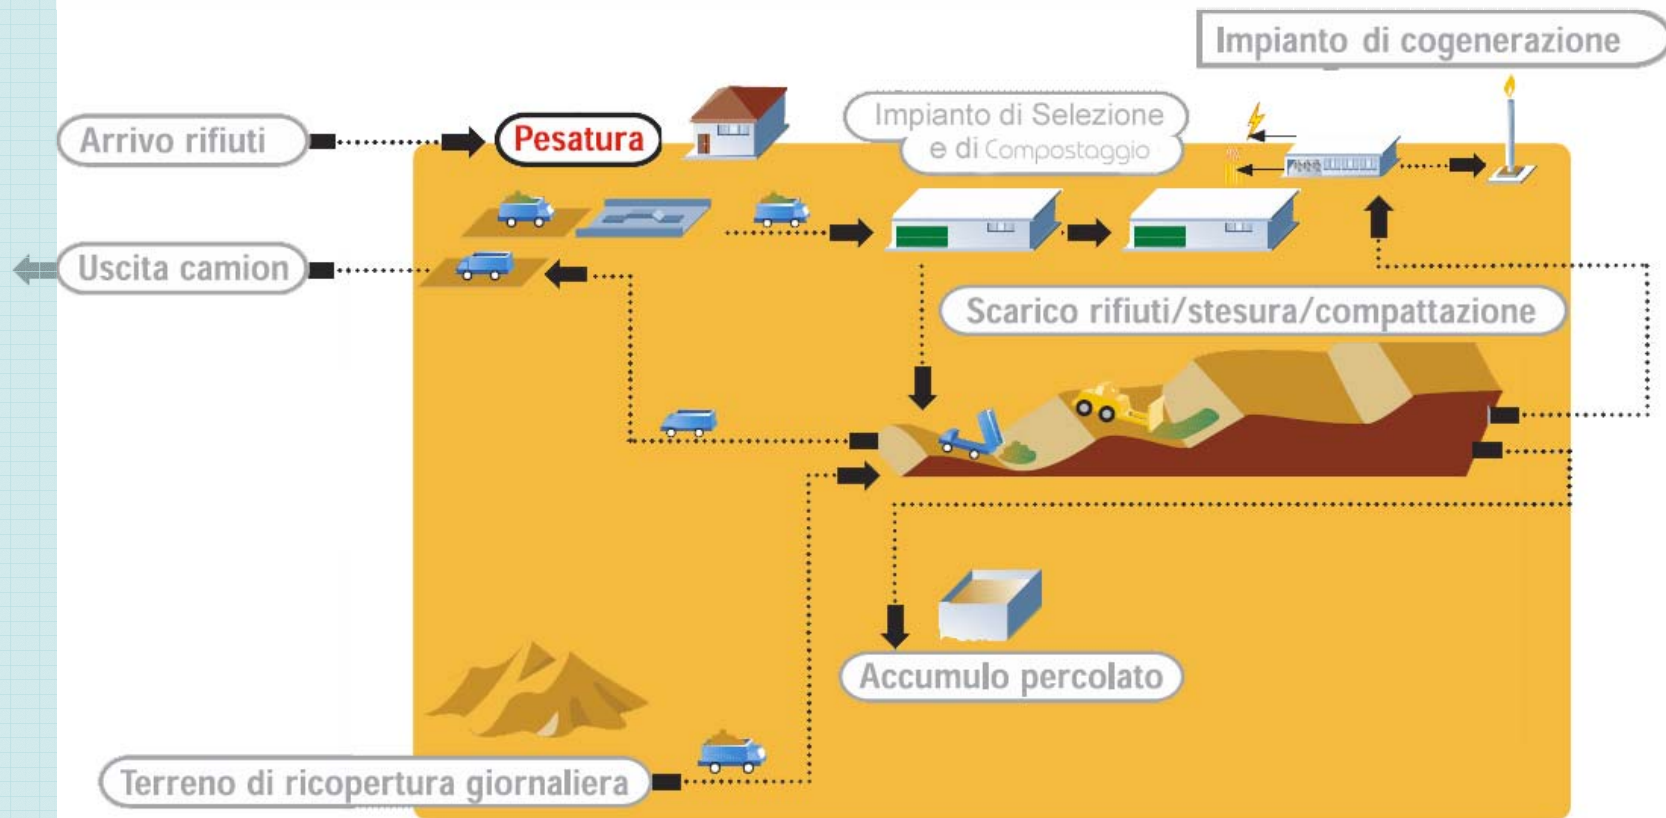 Impianto di cogenerazione
Arrivo rifiuti
Pesatura
Impianto di Selezione
e di Compostaggio
Uscita camion
Scarico rifiuti/stesura/compattazione
Accumulo percolato
Terreno di ricopertura giornaliera